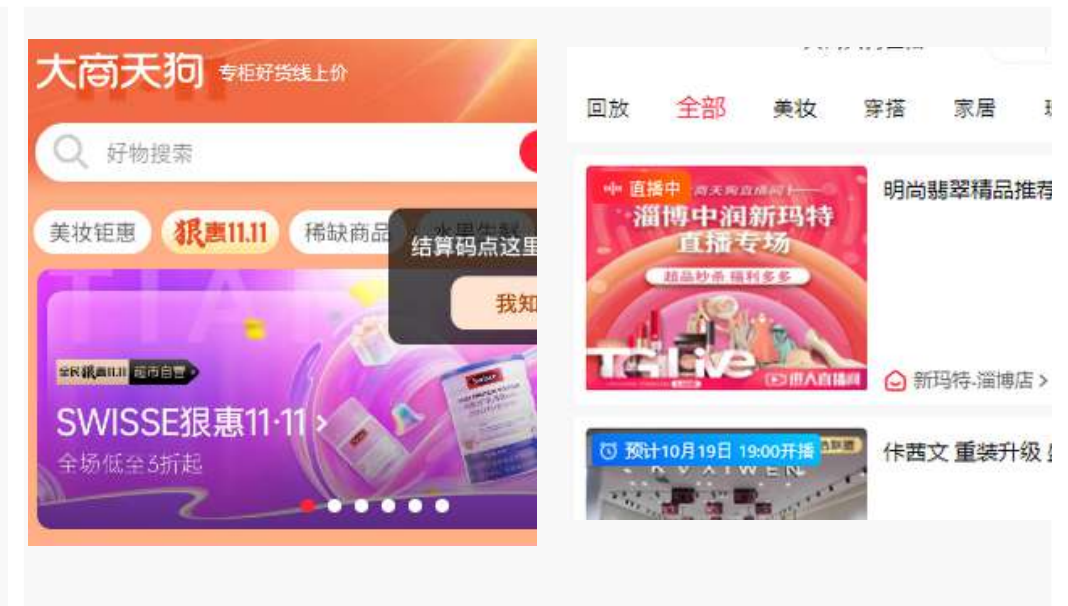 大商天狗 专柜好货线上价
好物搜索
美妆钜惠 狠惠11.11 稀缺商品
结算码点这里
我知
全民狠惠11.11 超市自营
SWISSE狠惠11·11 >
全场低至3折起
回放 全部 美妆 穿搭 家居
直播中
淄博中润新玛特
直播专场
超品秒杀 福利多多
TGLive
进入直播间
明尚翡翠精品推荐
新玛特-淄博店 >
预计10月19日 19:00开播
佧茜文 重装升级